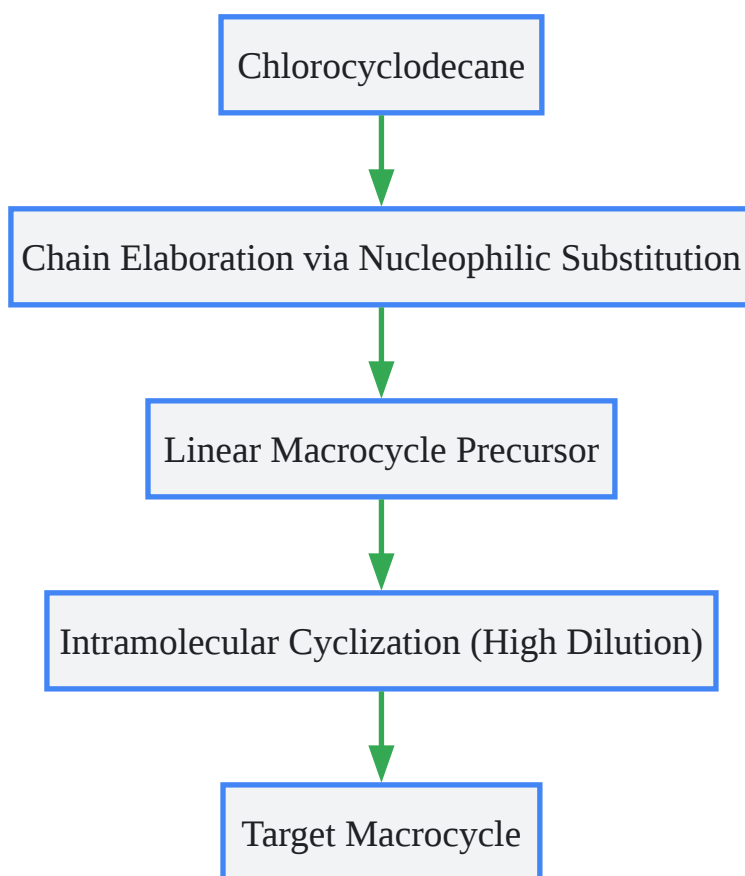 Chlorocyclodecane
Chain Elaboration via Nucleophilic Substitution
Linear Macrocycle Precursor
Intramolecular Cyclization (High Dilution)
Target Macrocycle